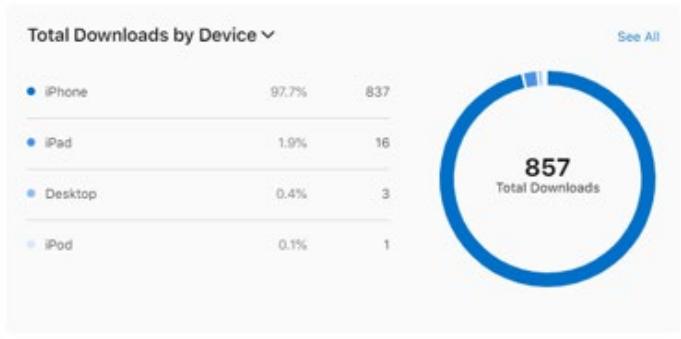 Total Downloads by Device
See All
iPhone 97.7% 837
iPad 1.9% 16
Desktop 0.4% 3
iPod 0.1% 1
857
Total Downloads